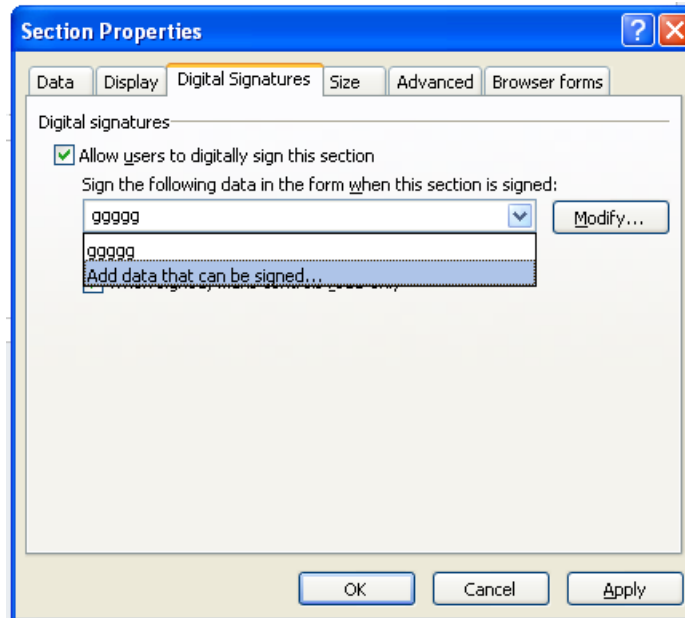 Section Properties
Data Display Digital Signatures Size Advanced Browser forms
Digital signatures
Allow users to digitally sign this section
Sign the following data in the form when this section is signed:
ggggg Modify...
ggggg
Add data that can be signed...
OK Cancel Apply